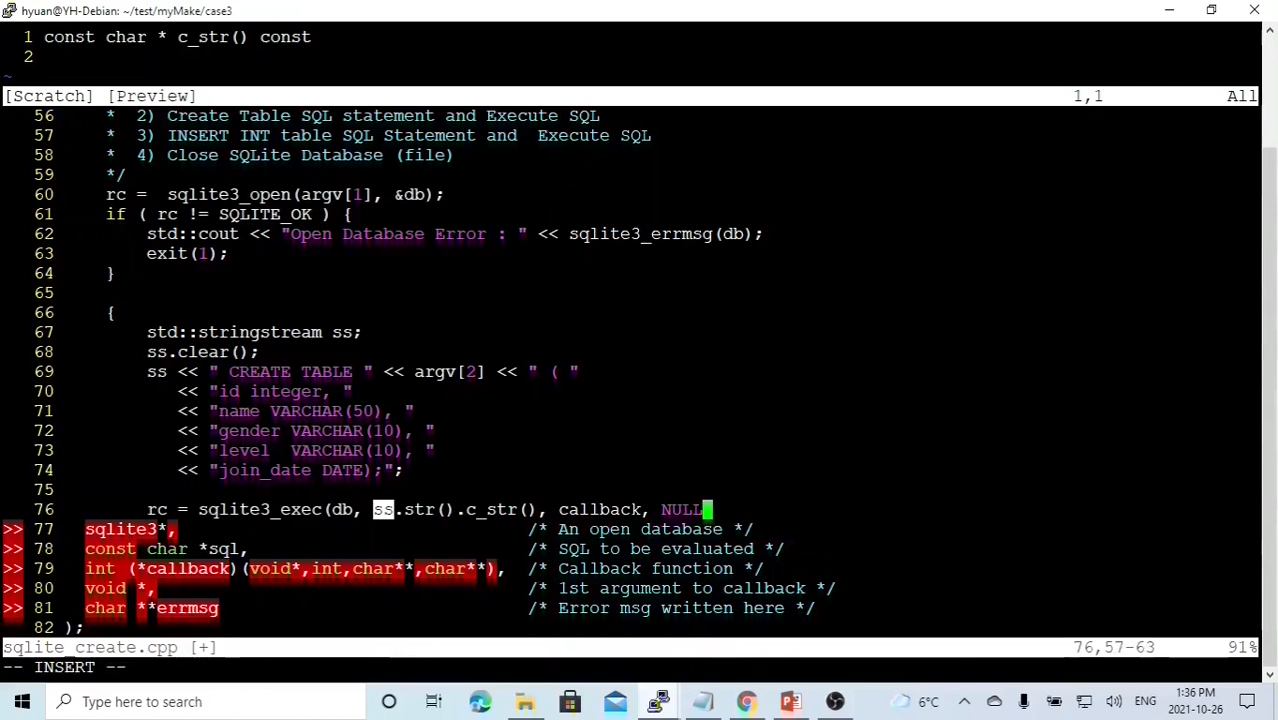 hyuan@YH-Debian: ~/test/myMake/case3
1 const char * c_str() const
2
~
[Scratch] [Preview] 1,1 All
56 * 2) Create Table SQL statement and Execute SQL
57 * 3) INSERT INT table SQL Statement and  Execute SQL
58 * 4) Close SQLite Database (file)
59 */
60 rc =  sqlite3_open(argv[1], &db);
61 if ( rc != SQLITE_OK ) {
62 std::cout << "Open Database Error : " << sqlite3_errmsg(db);
63 exit(1);
64 }
65
66 {
67 std::stringstream ss;
68 ss.clear();
69 ss << " CREATE TABLE " << argv[2] << " ( "
70 << "id integer, "
71 << "name VARCHAR(50), "
72 << "gender VARCHAR(10), "
73 << "level  VARCHAR(10), "
74 << "join_date DATE);";
75
76 rc = sqlite3_exec(db, ss.str().c_str(), callback, NULL
>> 77 sqlite3*, /* An open database */
>> 78 const char *sql, /* SQL to be evaluated */
>> 79 int (*callback)(void*,int,char**,char**), /* Callback function */
>> 80 void *, /* 1st argument to callback */
>> 81 char **errmsg /* Error msg written here */
82 );
sqlite_create.cpp [+] 76,57-63 91%
-- INSERT --
Type here to search 6°C ENG 1:36 PM
2021-10-26